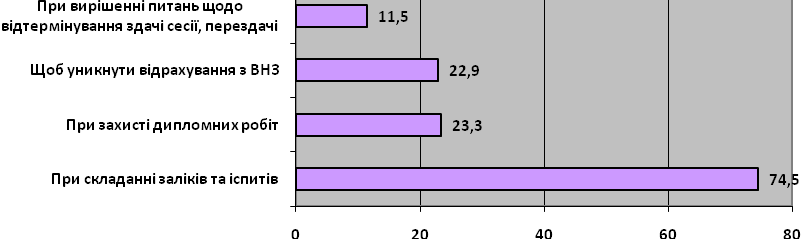 При вирішенні питань щодо
відтермінування здачі сесії, перездачі
11,5
Щоб уникнути відрахування з ВНЗ
22,9
При захисті дипломних робіт
23,3
При складанні заліків та іспитів
74,5
0 20 40 60 80